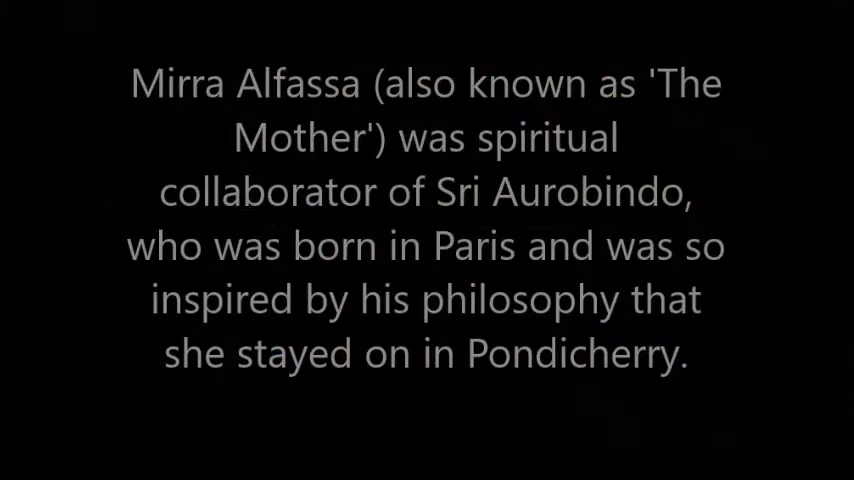 Mirra Alfassa (also known as 'The
Mother') was spiritual
collaborator of Sri Aurobindo,
who was born in Paris and was so
inspired by his philosophy that
she stayed on in Pondicherry.